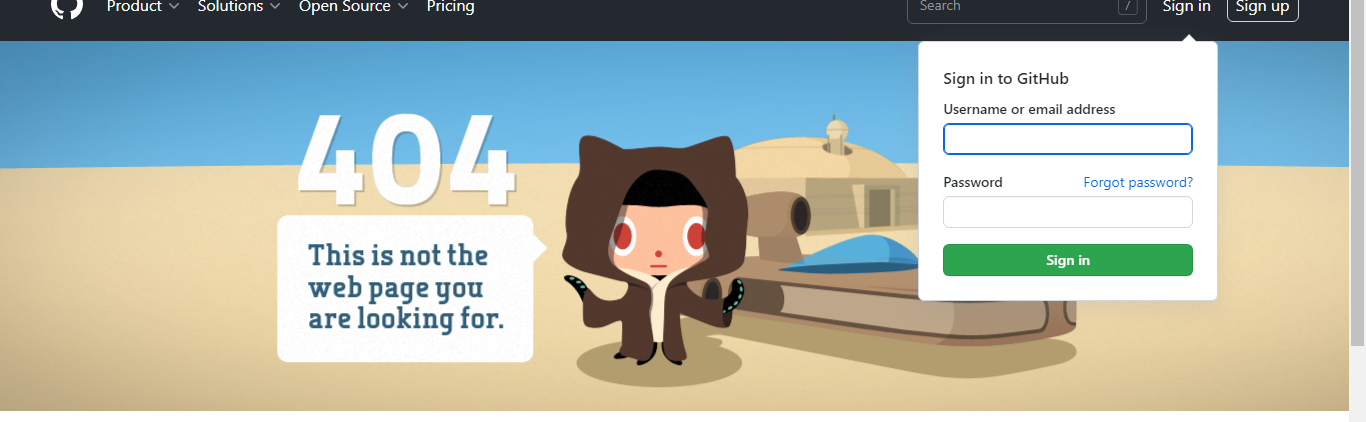 Product Solutions Open Source Pricing Search / Sign in Sign up
404
This is not the
web page you
are looking for.
Sign in to GitHub
Username or email address
Password Forgot password?
Sign in